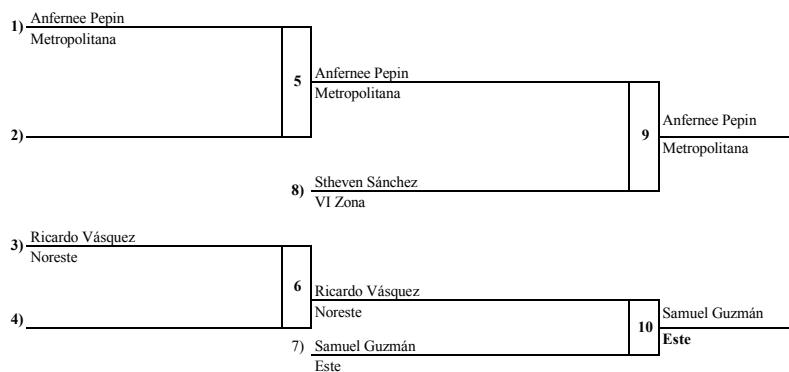 1) Anfernee Pepin
Metropolitana
5
Anfernee Pepin
Metropolitana
2)
9
Anfernee Pepin
Metropolitana
8) Stheven Sánchez
VI Zona
3) Ricardo Vásquez
Noreste
6
Ricardo Vásquez
Noreste
4)
7) Samuel Guzmán
Este
10
Samuel Guzmán
Este